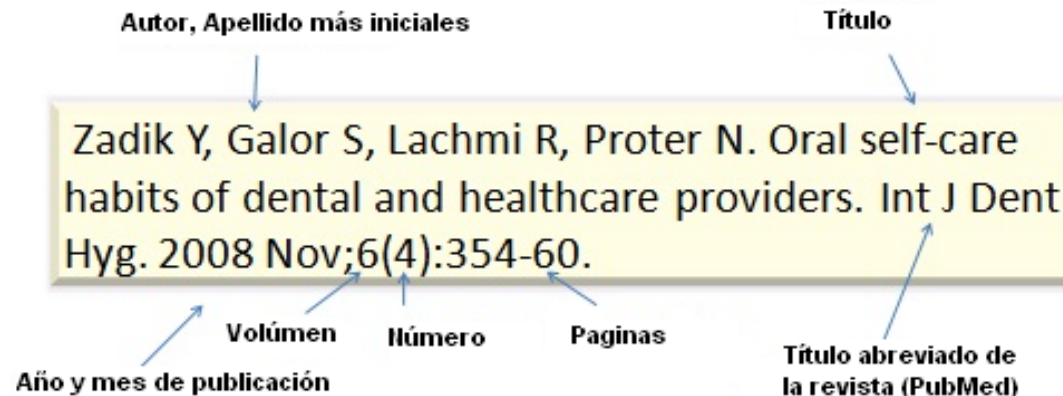 Autor, Apellido más iniciales
Título
Zadik Y, Galor S, Lachmi R, Proter N. Oral self-care
habits of dental and healthcare providers. Int J Dent
Hyg. 2008 Nov;6(4):354-60.
Volúmen
Número
Paginas
Año y mes de publicación
Título abreviado de
la revista (PubMed)